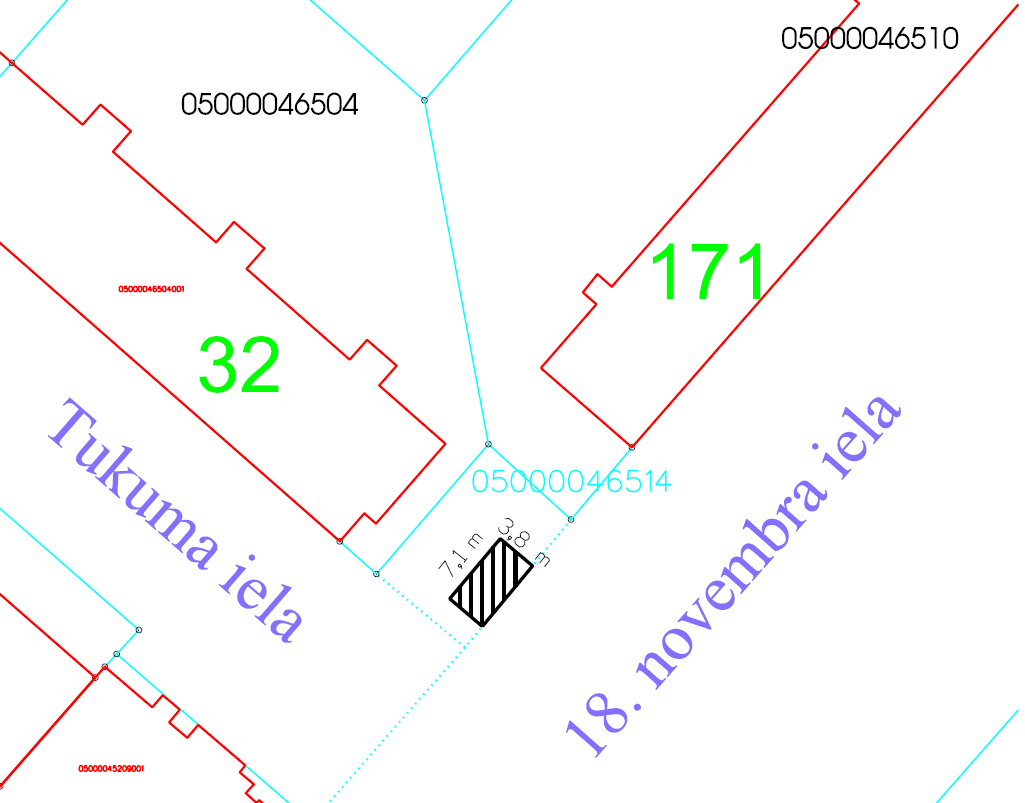 05000046510
05000046504
171
05000046504001
32
Tukuma iela
18. novembra iela
05000046514
7,1 m
3,8 m
05000045209001